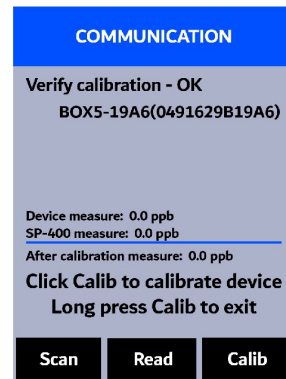 COMMUNICATION
Verify calibration - OK
BOX5-19A6(0491629B19A6)
Device measure: 0.0 ppb
SP-400 measure: 0.0 ppb
After calibration measure: 0.0 ppb
Click Calib to calibrate device
Long press Calib to exit
Scan Read Calib